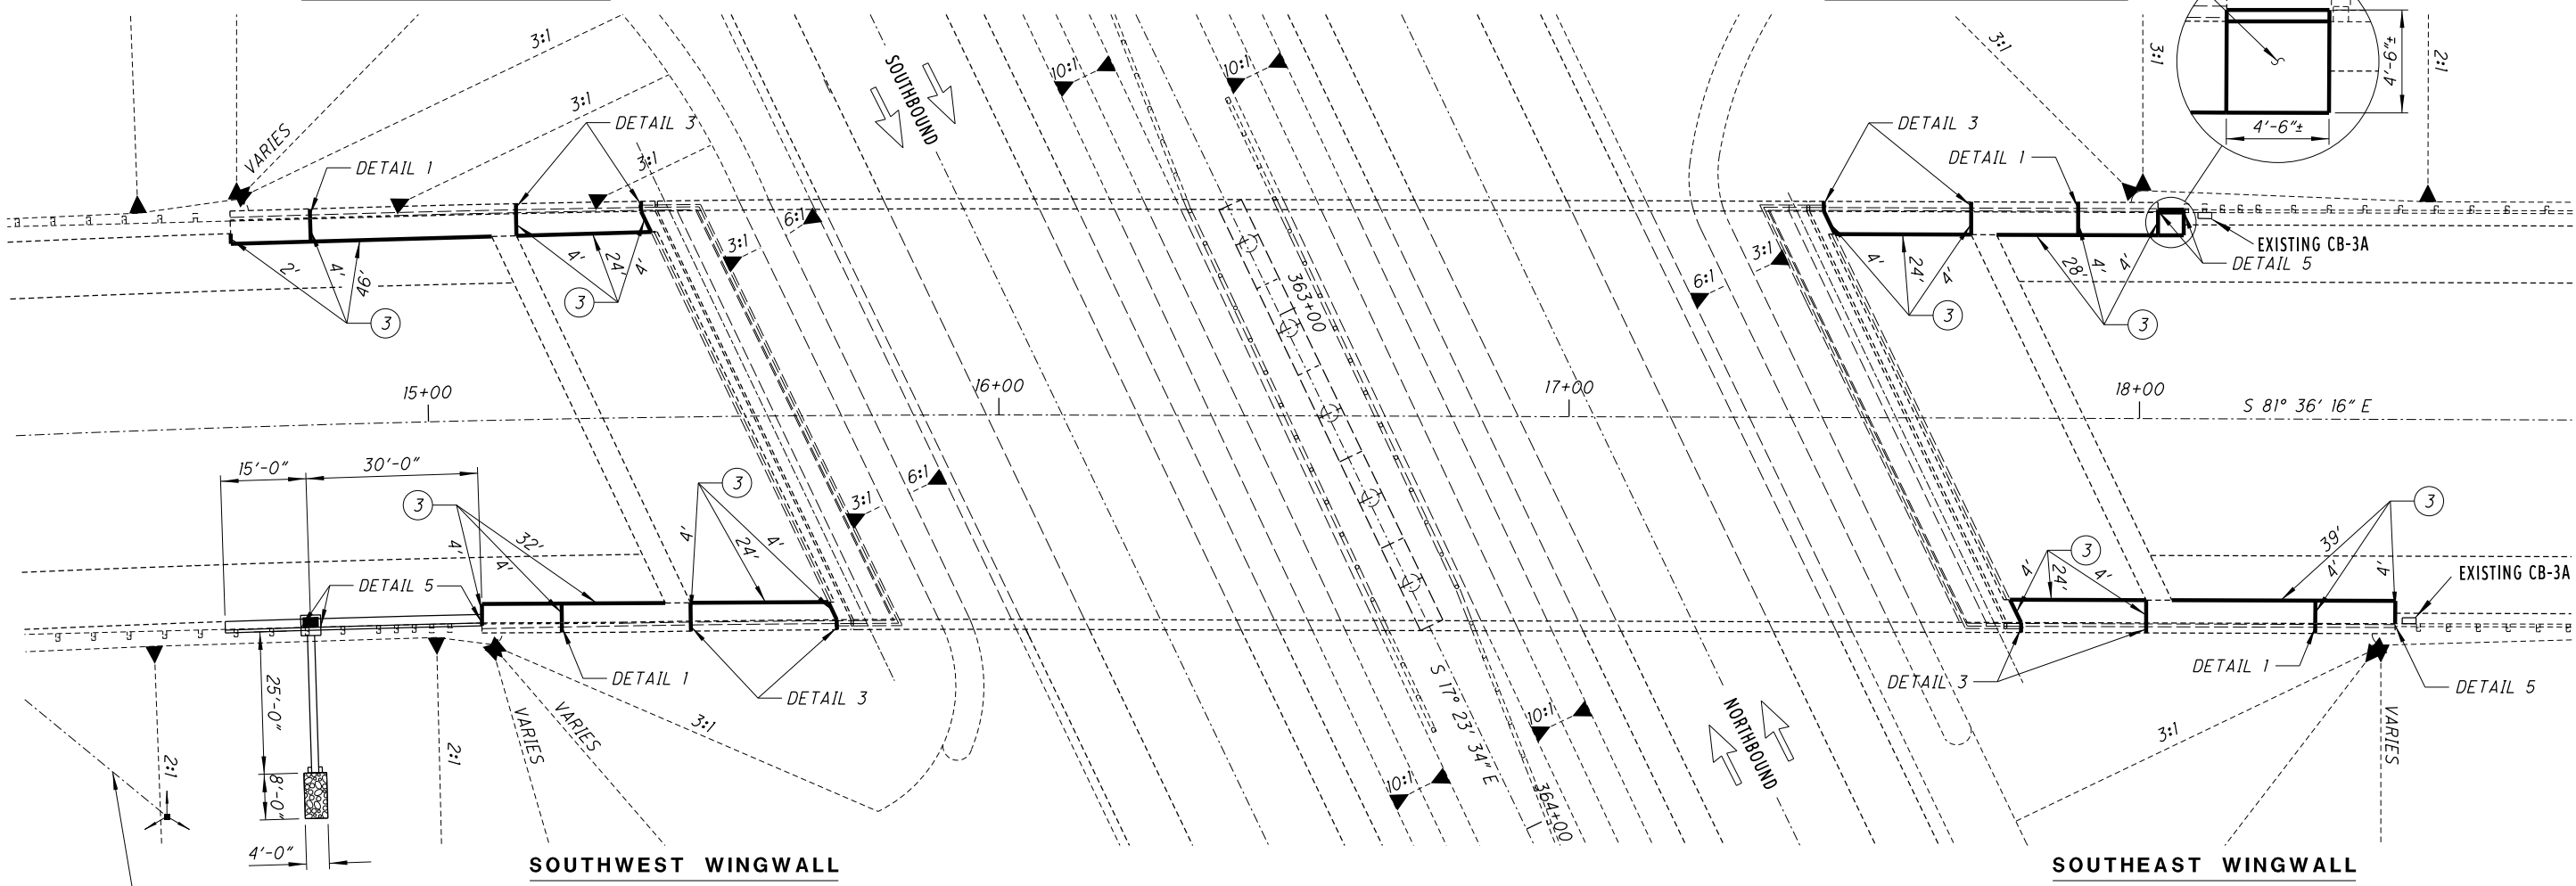 3:1
3:1
3:1
VARIES
DETAIL 1
DETAIL 3
SOUTHBOUND
10:1
10:1
6:1
3:1
2'
4'
46'
3
4'
24'
4'
3
363+00
3:1
3:1
2:1
4'-6"±
4'-6"±
DETAIL 3
DETAIL 1
EXISTING CB-3A
DETAIL 5
6:1
3:1
4'
24'
4'
3
28'
4'
4'
3
15+00
16+00
17+00
18+00
S 81° 36' 16" E
15'-0"
30'-0"
3
4'
4'
32'
DETAIL 5
3
4'
24'
4'
3:1
6:1
DETAIL 1
DETAIL 3
25'-0"
8'-0"
4'-0"
2:1
2:1
VARIES
VARIES
3:1
S 17° 23' 34" E
10:1
10:1
364+00
NORTHBOUND
4'
24'
4'
3
39'
4'
4'
3
EXISTING CB-3A
DETAIL 3
DETAIL 1
DETAIL 5
3:1
VARIES
SOUTHWEST WINGWALL
SOUTHEAST WINGWALL